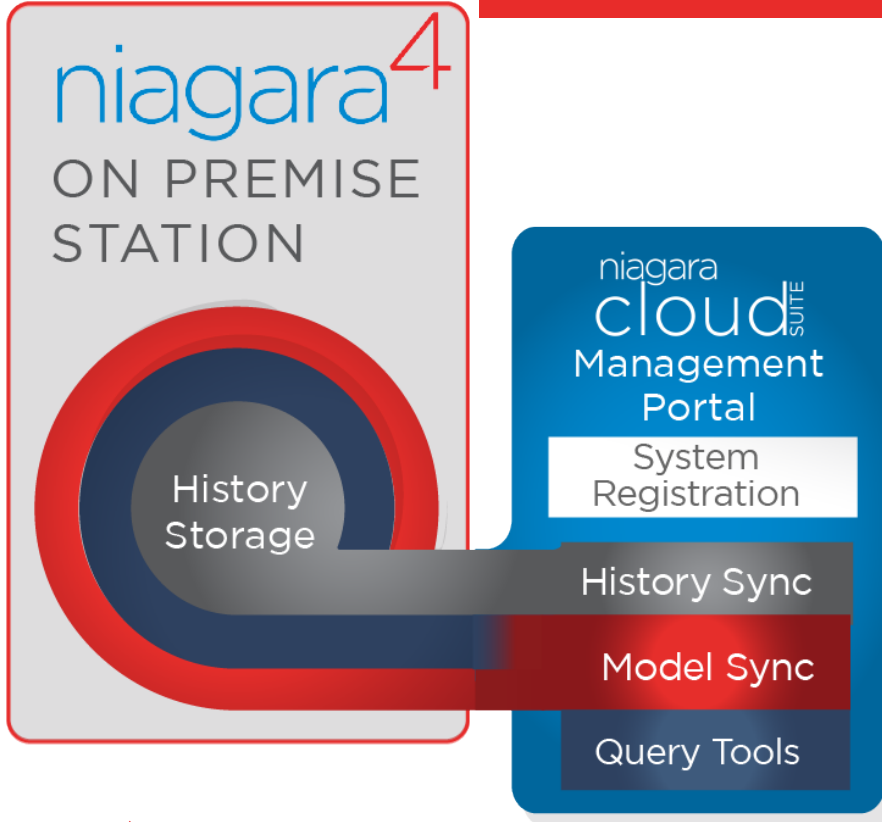 niagara4
ON PREMISE
STATION
History
Storage
niagara
cloud SUITE
Management
Portal
System
Registration
History Sync
Model Sync
Query Tools